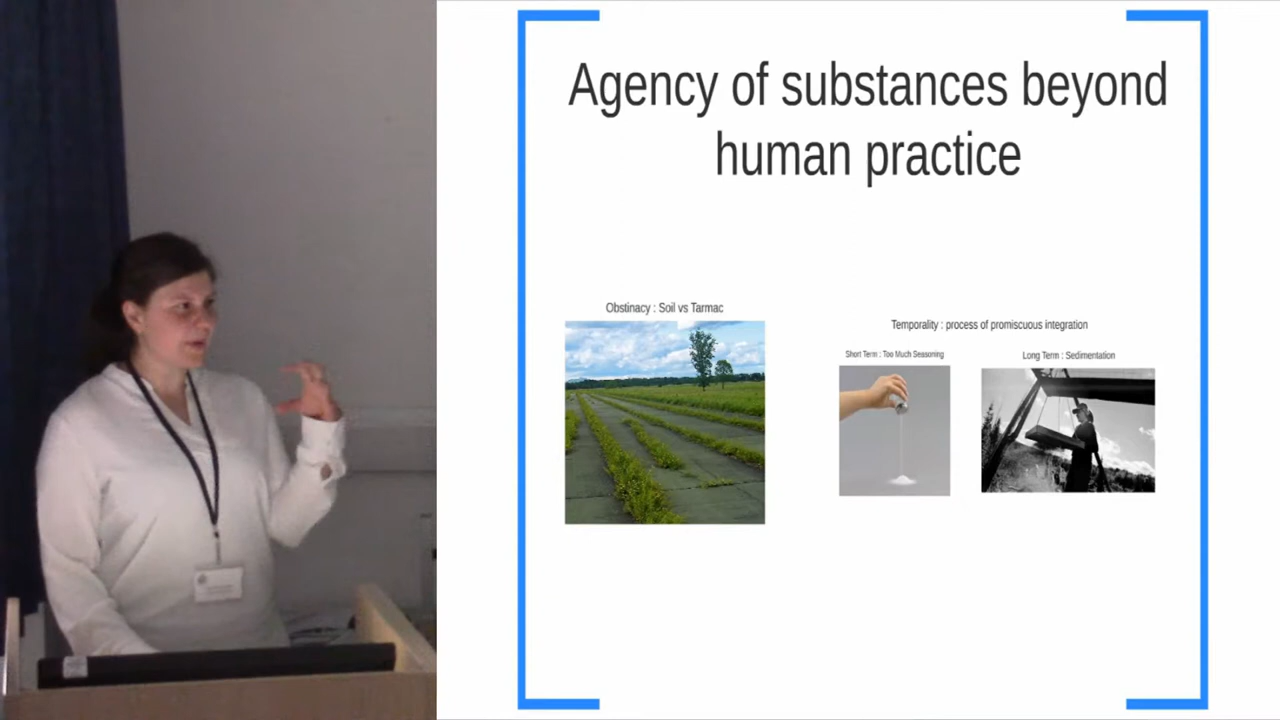 Agency of substances beyond
human practice
Obstinacy : Soil vs Tarmac
Temporality : process of promiscuous integration
Short Term : Too Much Seasoning
Long Term : Sedimentation